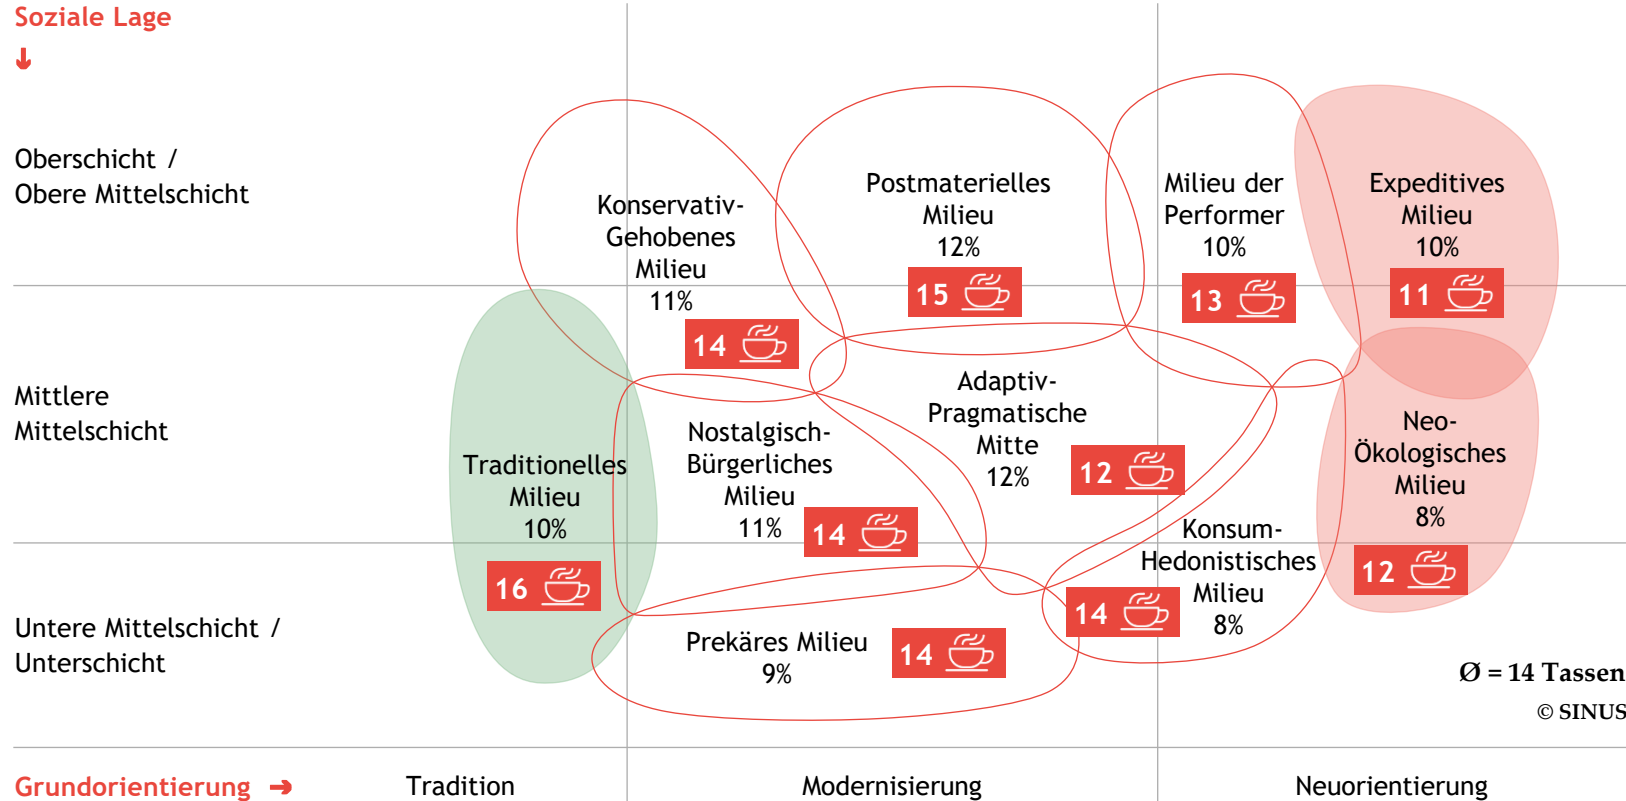 Soziale Lage
↓
Oberschicht /
Obere Mittelschicht
Mittlere
Mittelschicht
Untere Mittelschicht /
Unterschicht
Konservativ-
Gehobenes
Milieu
11%
14
Postmaterielles
Milieu
12%
15
Milieu der
Performer
10%
13
Expeditives
Milieu
10%
11
Traditionelles
Milieu
10%
16
Nostalgisch-
Bürgerliches
Milieu
11%
14
Adaptiv-
Pragmatische
Mitte
12%
12
Neo-
Ökologisches
Milieu
8%
12
Konsum-
Hedonistisches
Milieu
8%
14
Prekäres Milieu
9%
14
Ø = 14 Tassen
© SINUS
Grundorientierung →
Tradition
Modernisierung
Neuorientierung